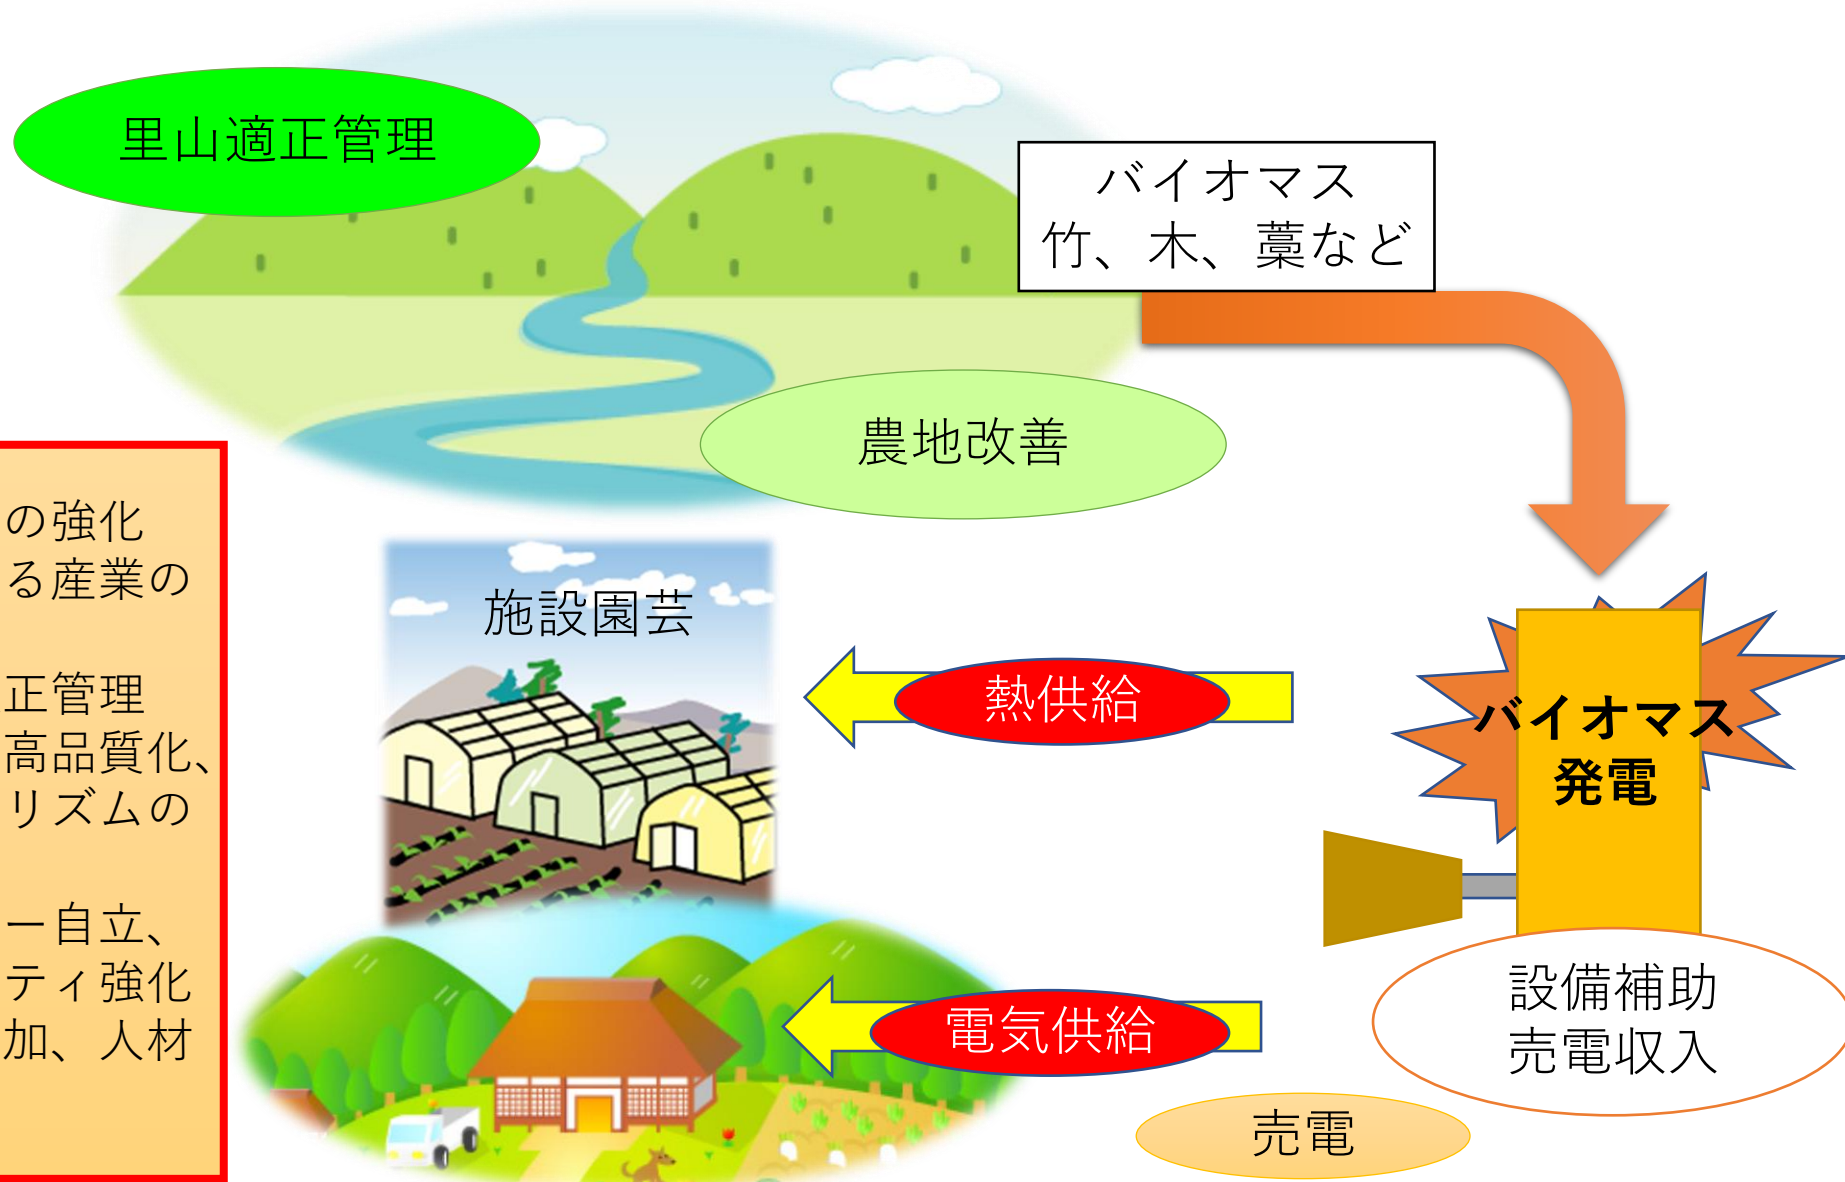 里山適正管理
バイオマス
竹、木、藁など
農地改善
の強化
る産業の
正管理
高品質化、
リズムの
ー自立、
ティ強化
加、人材
施設園芸
熱供給
バイオマス
発電
電気供給
設備補助
売電収入
売電